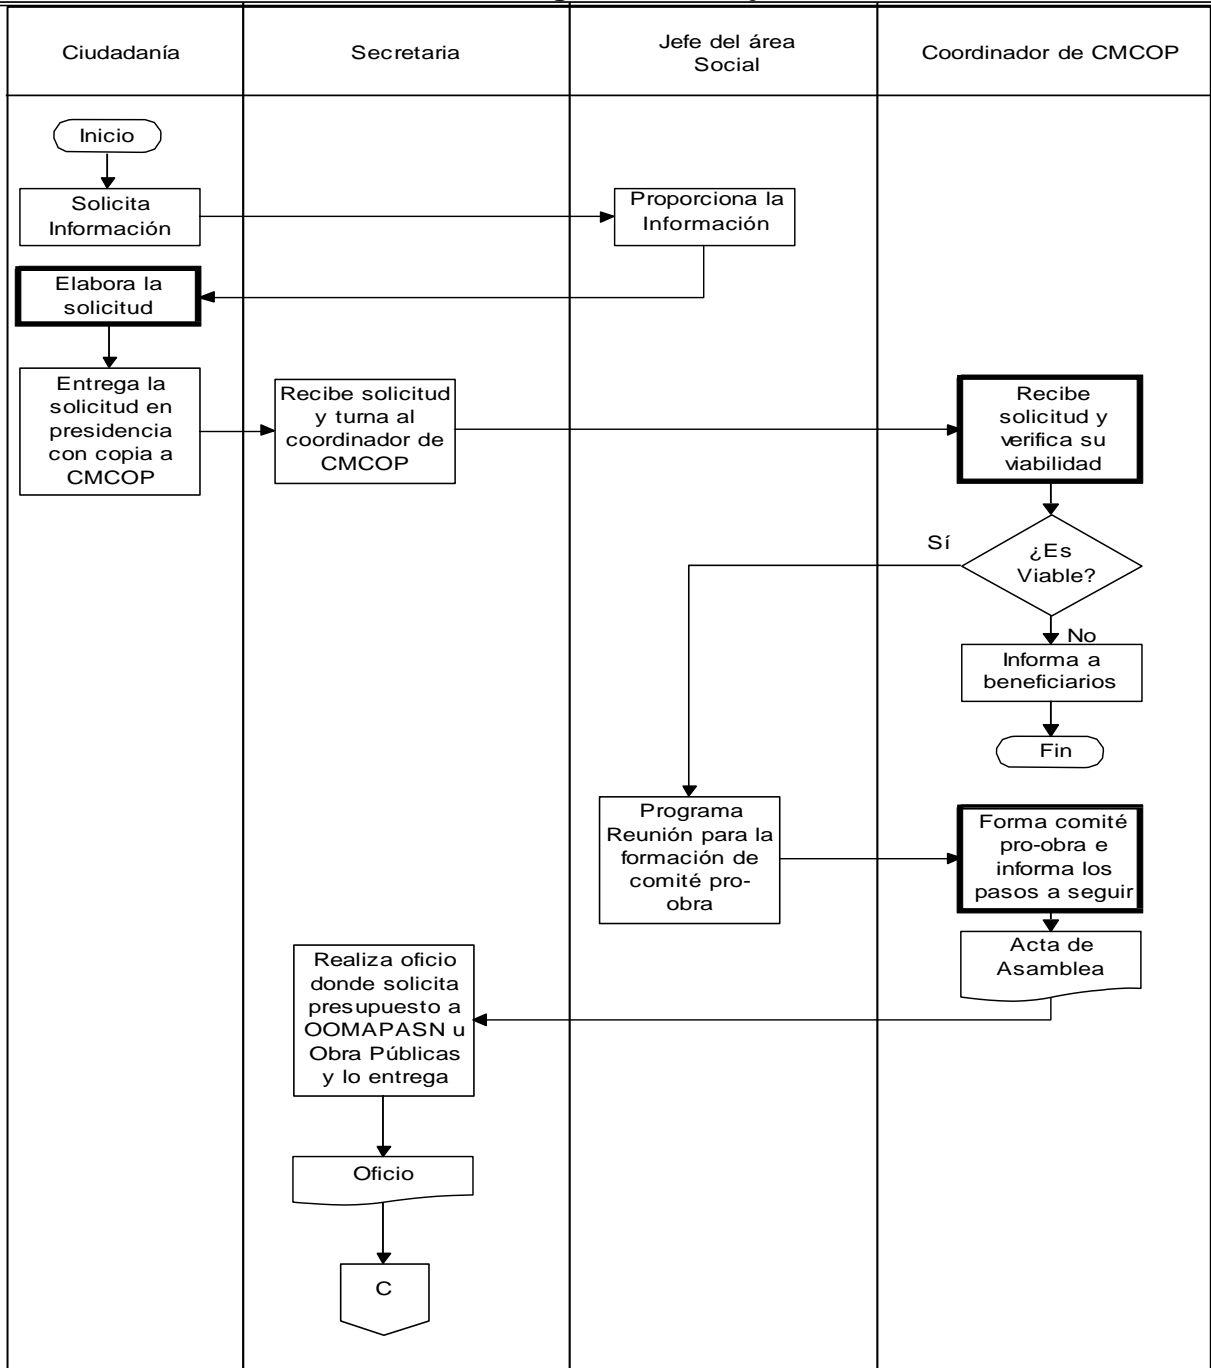 Ciudadanía
Secretaria
Jefe del área
Social
Coordinador de CMCOP
Inicio
Solicita
Información
Proporciona la
Información
Elabora la
solicitud
Entrega la
solicitud en
presidencia
con copia a
CMCOP
Recibe solicitud
y turna al
coordinador de
CMCOP
Recibe
solicitud y
verifica su
viabilidad
¿Es
Viable?
Sí
No
Informa a
beneficiarios
Fin
Programa
Reunión para la
formación de
comité pro-
obra
Forma comité
pro-obra e
informa los
pasos a seguir
Acta de
Asamblea
Realiza oficio
donde solicita
presupuesto a
OOMAPASN u
Obra Públicas
y lo entrega
Oficio
C